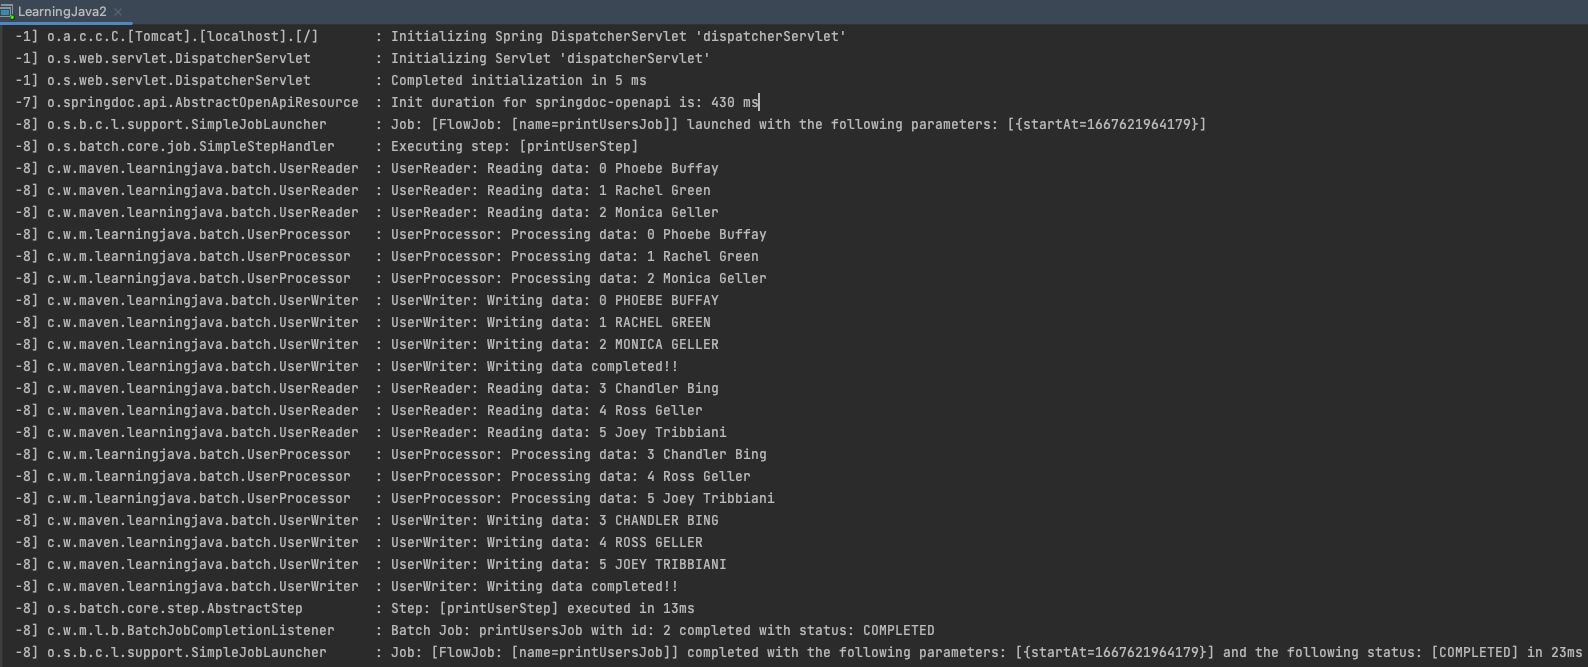 LearningJava2
-1] o.a.c.c.C.[Tomcat].[localhost].[/]       : Initializing Spring DispatcherServlet 'dispatcherServlet'
-1] o.s.web.servlet.DispatcherServlet        : Initializing Servlet 'dispatcherServlet'
-1] o.s.web.servlet.DispatcherServlet        : Completed initialization in 5 ms
-7] o.springdoc.api.AbstractOpenApiResource  : Init duration for springdoc-openapi is: 430 ms
-8] o.s.b.c.l.support.SimpleJobLauncher      : Job: [FlowJob: [name=printUsersJob]] launched with the following parameters: [{startAt=1667621964179}]
-8] o.s.batch.core.job.SimpleStepHandler     : Executing step: [printUserStep]
-8] c.w.maven.learningjava.batch.UserReader  : UserReader: Reading data: 0 Phoebe Buffay
-8] c.w.maven.learningjava.batch.UserReader  : UserReader: Reading data: 1 Rachel Green
-8] c.w.maven.learningjava.batch.UserReader  : UserReader: Reading data: 2 Monica Geller
-8] c.w.m.learningjava.batch.UserProcessor   : UserProcessor: Processing data: 0 Phoebe Buffay
-8] c.w.m.learningjava.batch.UserProcessor   : UserProcessor: Processing data: 1 Rachel Green
-8] c.w.m.learningjava.batch.UserProcessor   : UserProcessor: Processing data: 2 Monica Geller
-8] c.w.maven.learningjava.batch.UserWriter  : UserWriter: Writing data: 0 PHOEBE BUFFAY
-8] c.w.maven.learningjava.batch.UserWriter  : UserWriter: Writing data: 1 RACHEL GREEN
-8] c.w.maven.learningjava.batch.UserWriter  : UserWriter: Writing data: 2 MONICA GELLER
-8] c.w.maven.learningjava.batch.UserWriter  : UserWriter: Writing data completed!!
-8] c.w.maven.learningjava.batch.UserReader  : UserReader: Reading data: 3 Chandler Bing
-8] c.w.maven.learningjava.batch.UserReader  : UserReader: Reading data: 4 Ross Geller
-8] c.w.maven.learningjava.batch.UserReader  : UserReader: Reading data: 5 Joey Tribbiani
-8] c.w.m.learningjava.batch.UserProcessor   : UserProcessor: Processing data: 3 Chandler Bing
-8] c.w.m.learningjava.batch.UserProcessor   : UserProcessor: Processing data: 4 Ross Geller
-8] c.w.m.learningjava.batch.UserProcessor   : UserProcessor: Processing data: 5 Joey Tribbiani
-8] c.w.maven.learningjava.batch.UserWriter  : UserWriter: Writing data: 3 CHANDLER BING
-8] c.w.maven.learningjava.batch.UserWriter  : UserWriter: Writing data: 4 ROSS GELLER
-8] c.w.maven.learningjava.batch.UserWriter  : UserWriter: Writing data: 5 JOEY TRIBBIANI
-8] c.w.maven.learningjava.batch.UserWriter  : UserWriter: Writing data completed!!
-8] o.s.batch.core.step.AbstractStep         : Step: [printUserStep] executed in 13ms
-8] c.w.m.l.b.BatchJobCompletionListener     : Batch Job: printUsersJob with id: 2 completed with status: COMPLETED
-8] o.s.b.c.l.support.SimpleJobLauncher      : Job: [FlowJob: [name=printUsersJob]] completed with the following parameters: [{startAt=1667621964179}] and the following status: [COMPLETED] in 23ms